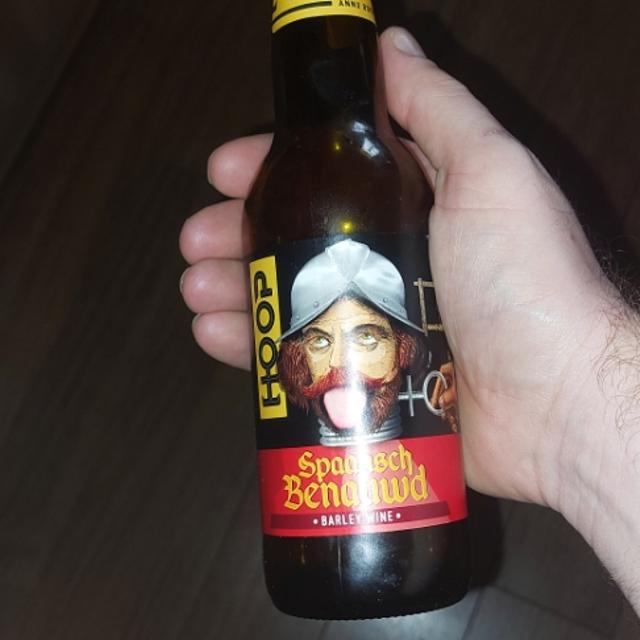 HOOP
Spaansch
Benauwd
• BARLEY WINE •